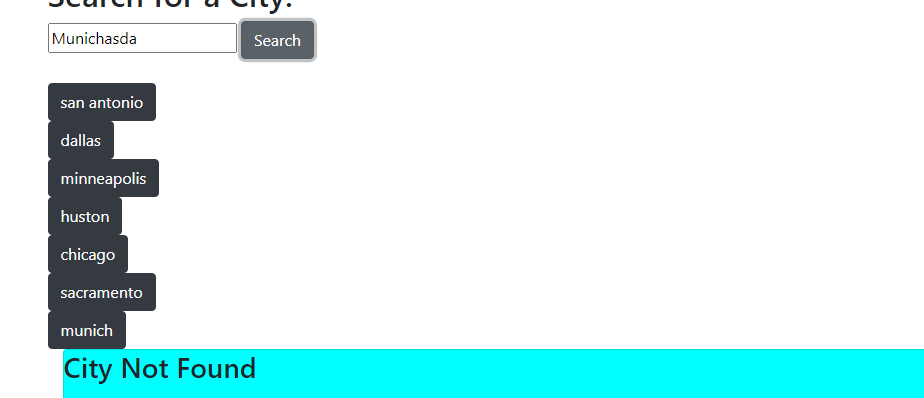 Search for a City:
Munichasda
Search
san antonio
dallas
minneapolis
huston
chicago
sacramento
munich
City Not Found